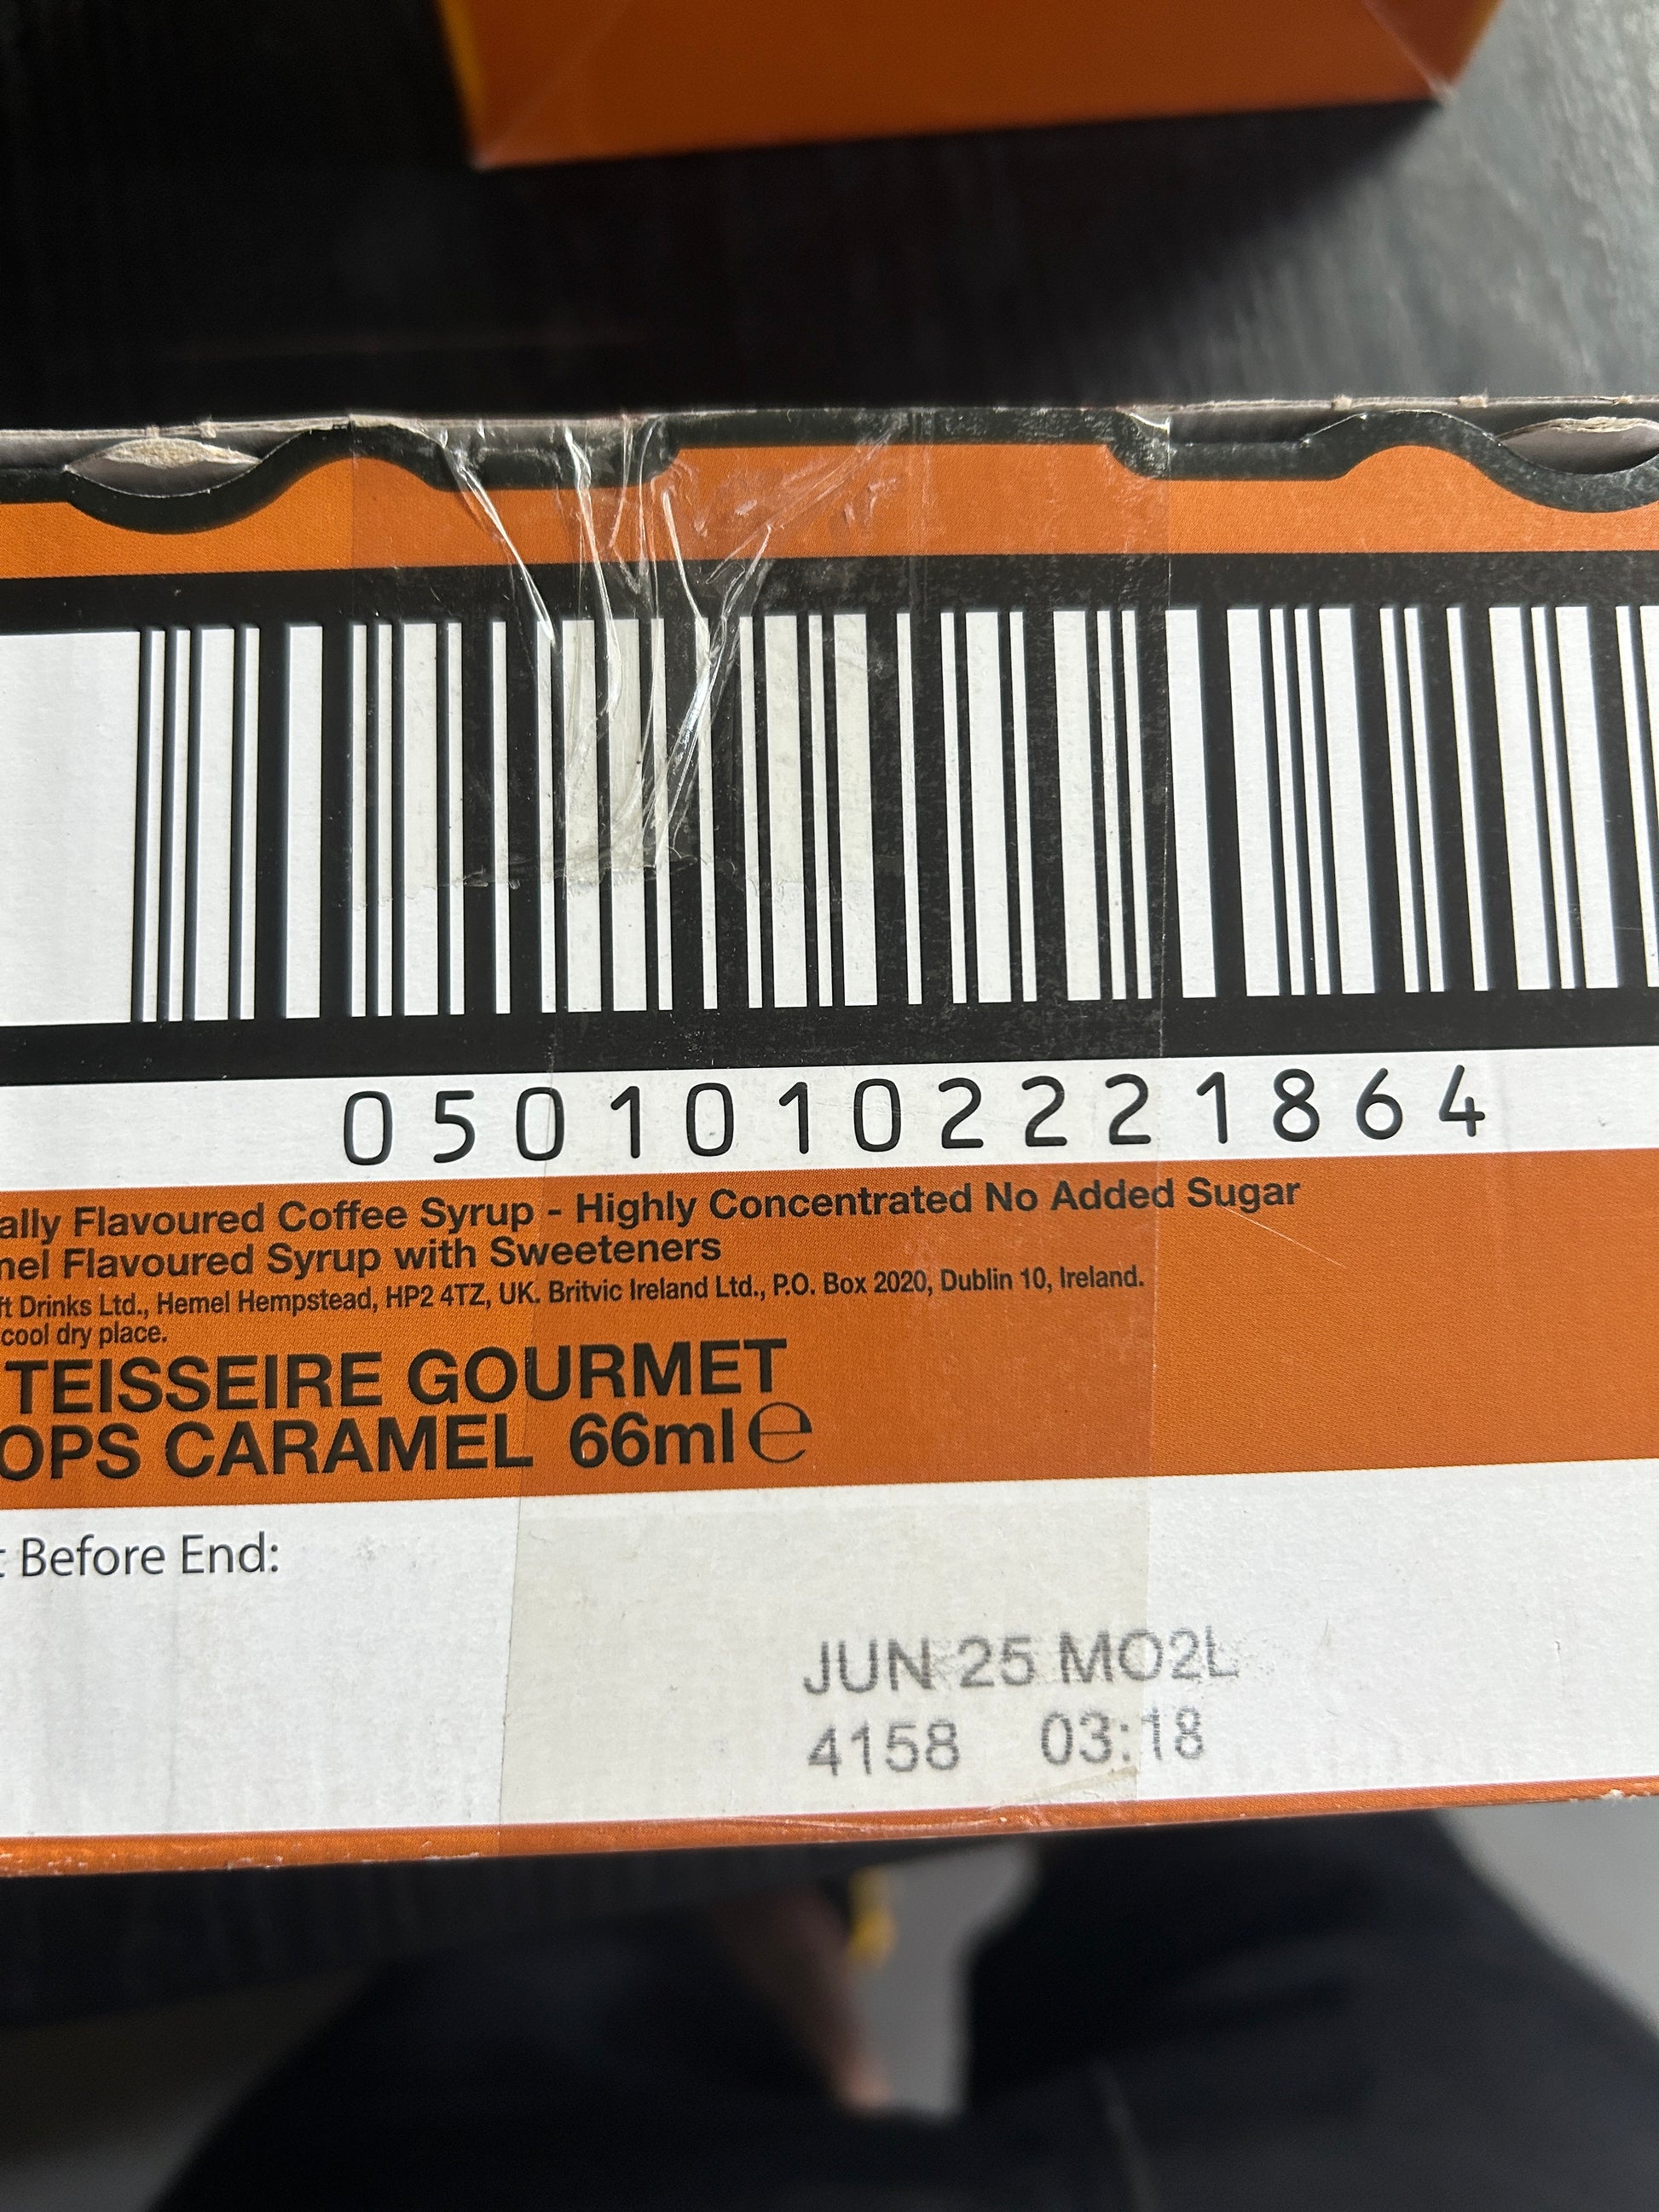 05010102221864
ally Flavoured Coffee Syrup - Highly Concentrated No Added Sugar
nel Flavoured Syrup with Sweeteners
ft Drinks Ltd., Hemel Hempstead, HP2 4TZ, UK. Britvic Ireland Ltd., P.O. Box 2020, Dublin 10, Ireland.
cool dry place.
TEISSEIRE GOURMET
OPS CARAMEL 66ml e
t Before End:
JUN 25 MO2L
4158 03:18